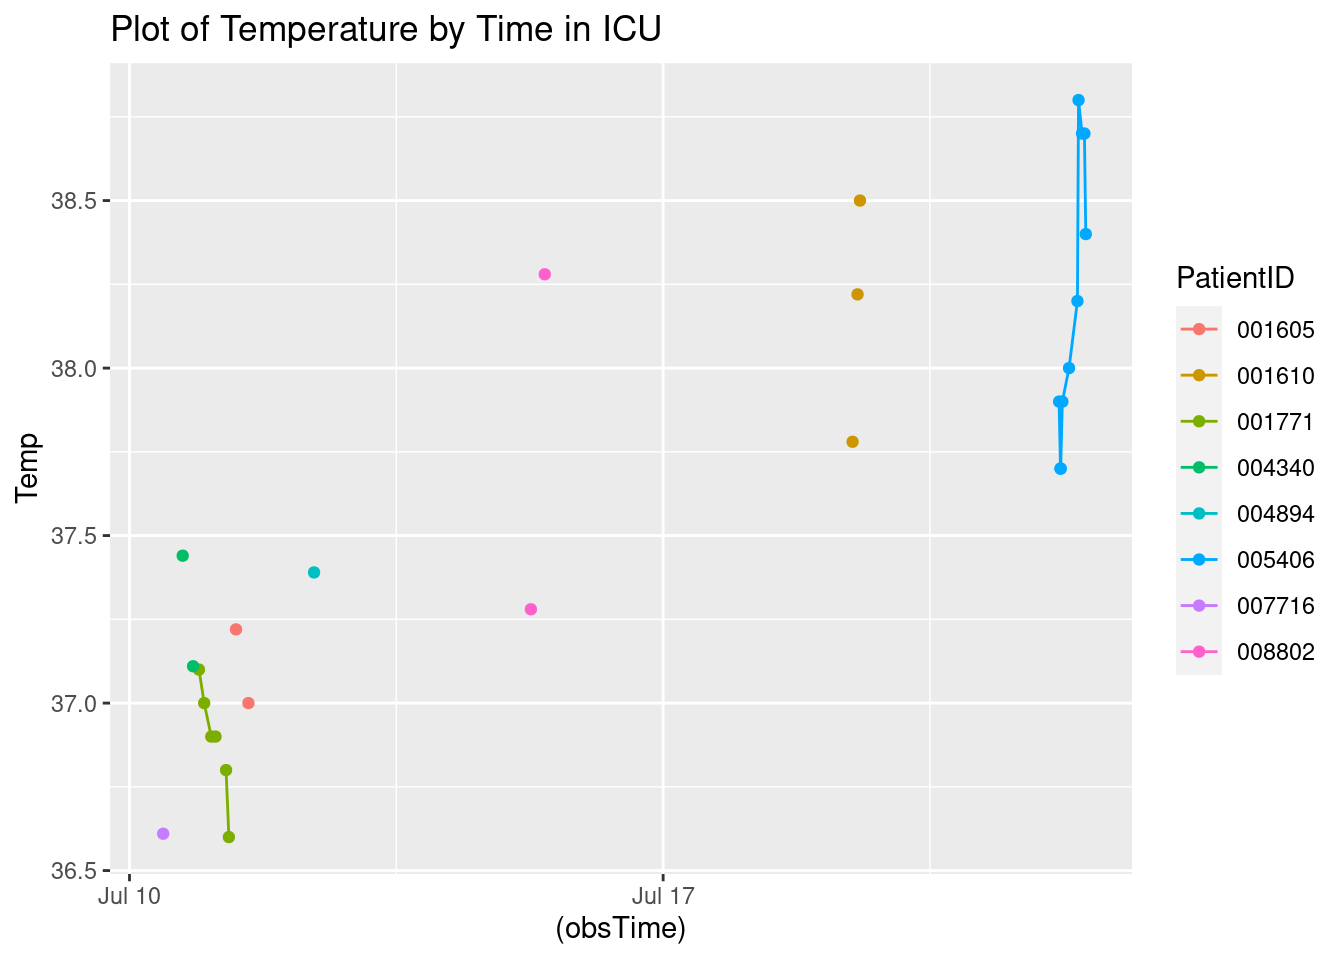 Plot of Temperature by Time in ICU
38.5
38.0
37.5
37.0
36.5
Temp
Jul 10
Jul 17
(obsTime)
PatientID
001605
001610
001771
004340
004894
005406
007716
008802